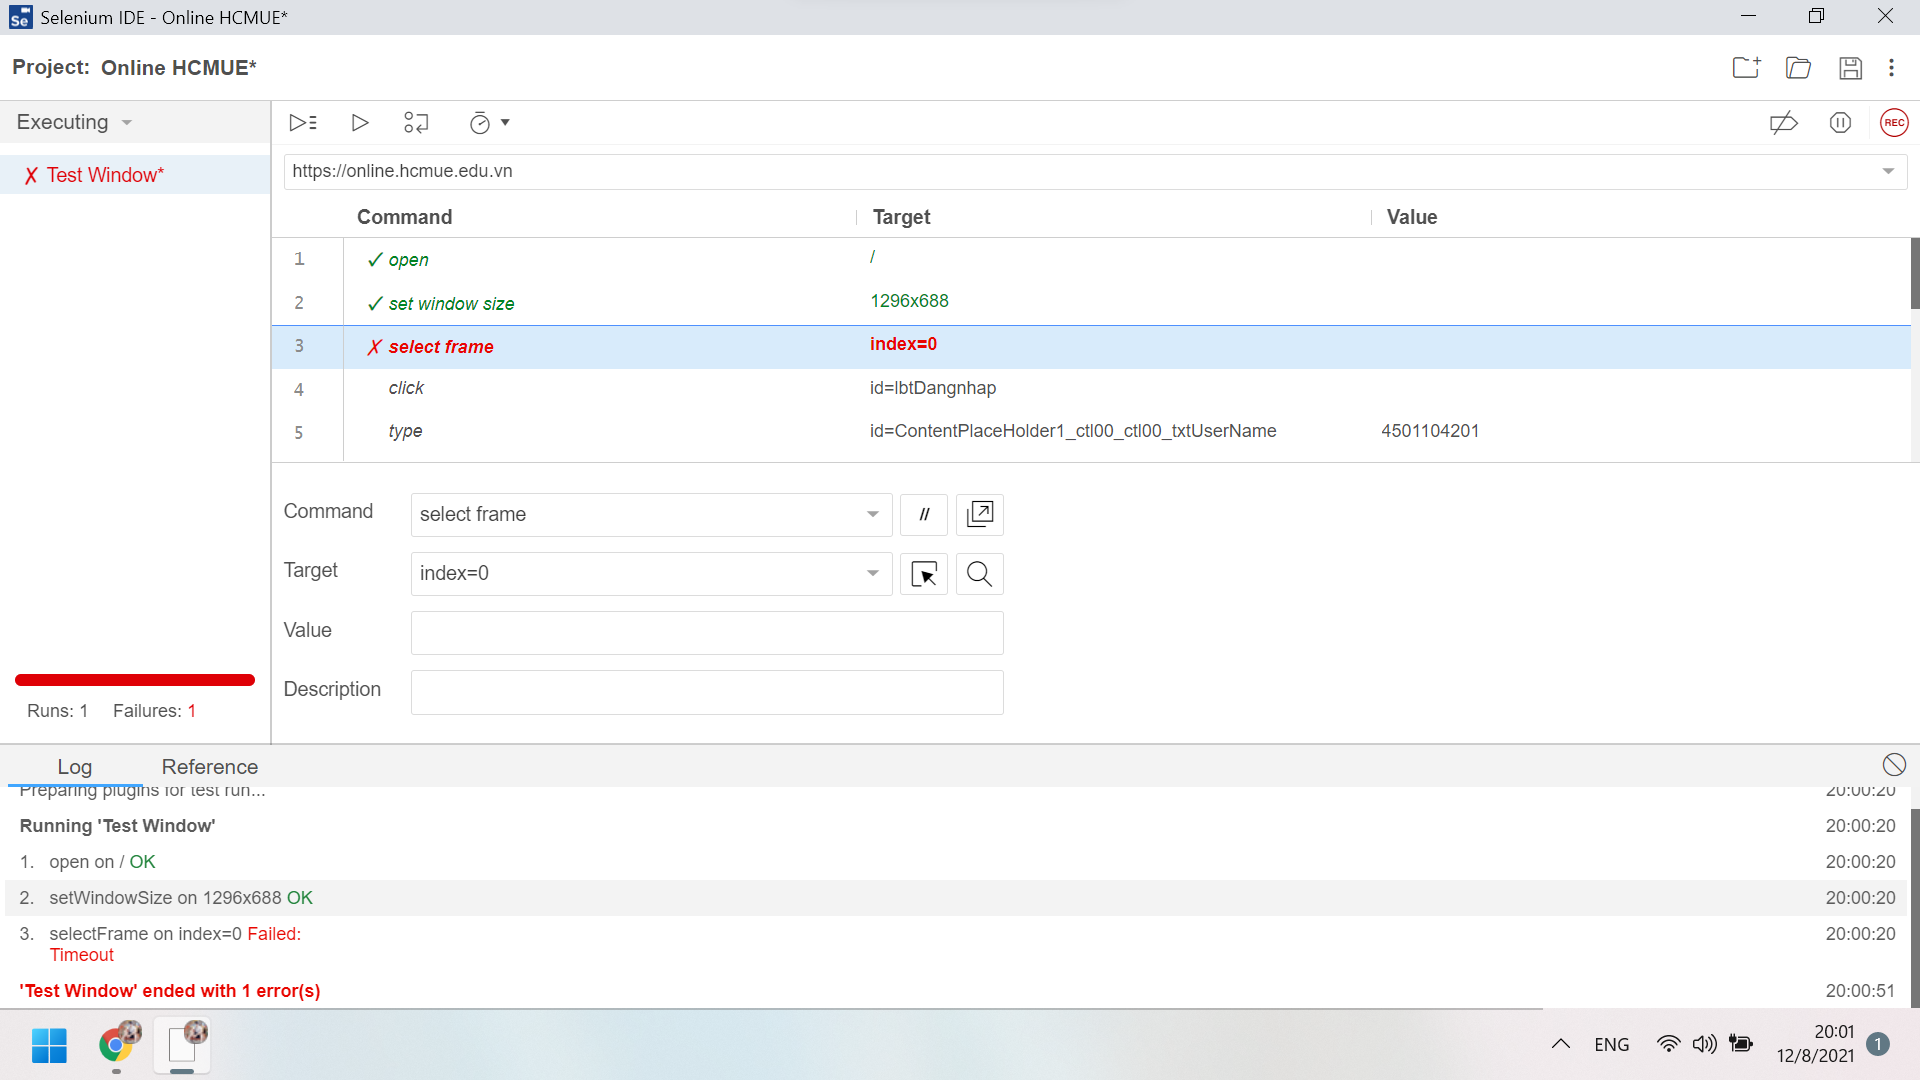 Se Selenium IDE - Online HCMUE*
Project: Online HCMUE*
Executing
REC
✗ Test Window*
https://online.hcmue.edu.vn
Command Target Value
1 ✓ open /
2 ✓ set window size 1296x688
3 ✗ select frame index=0
4 click id=lbtDangnhap
5 type id=ContentPlaceHolder1_ctl00_ctl00_txtUserName 4501104201
Command select frame //
Target index=0
Value
Description
Runs: 1 Failures: 1
Log Reference
Preparing plugins for test run... 20:00:20
Running 'Test Window' 20:00:20
1. open on / OK 20:00:20
2. setWindowSize on 1296x688 OK 20:00:20
3. selectFrame on index=0 Failed: 20:00:20
Timeout
'Test Window' ended with 1 error(s) 20:00:51
ENG
20:01
12/8/2021
1